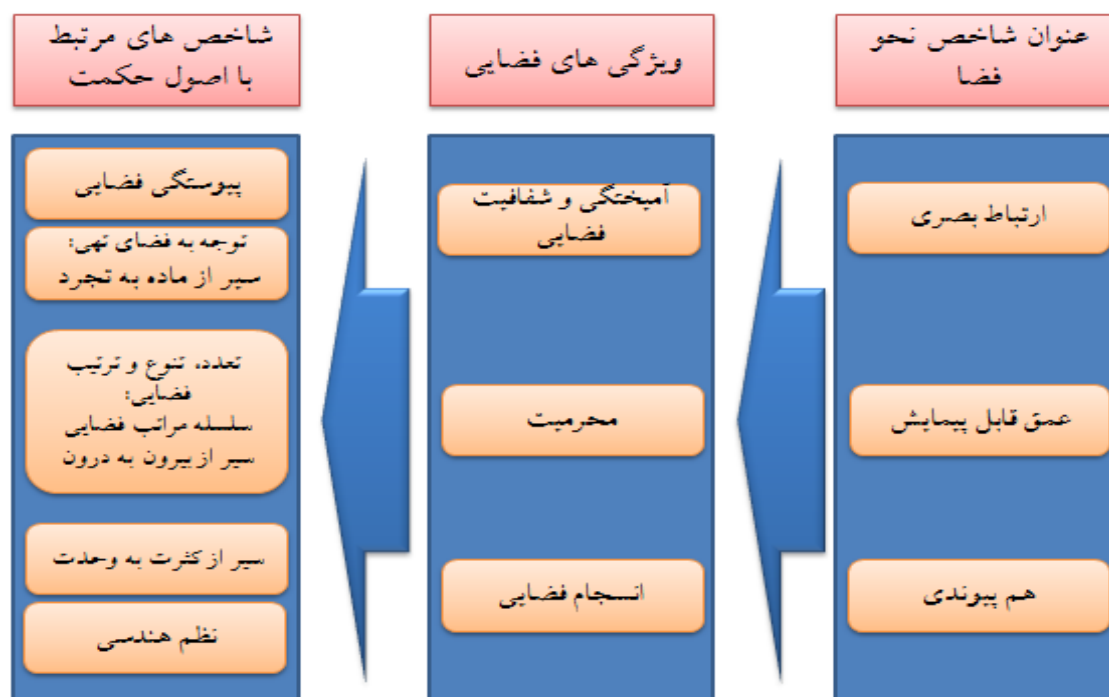 عنوان شاخص نحو
فضا
ارتباط بصری
عمق قابل پیمایش
هم پیوندی
ویژگی های فضایی
آمیختگی و شفافیت
فضایی
محرمیت
انسجام فضایی
شاخص های مرتبط
با اصول حکمت
پیوستگی فضایی
توجه به فضای تهی:
سیر از ماده به تجرد
تعدد، تنوع و ترتیب
فضایی:
سلسله مراتب فضایی
سیر از بیرون به درون
سیر از کثرت به وحدت
نظم هندسی